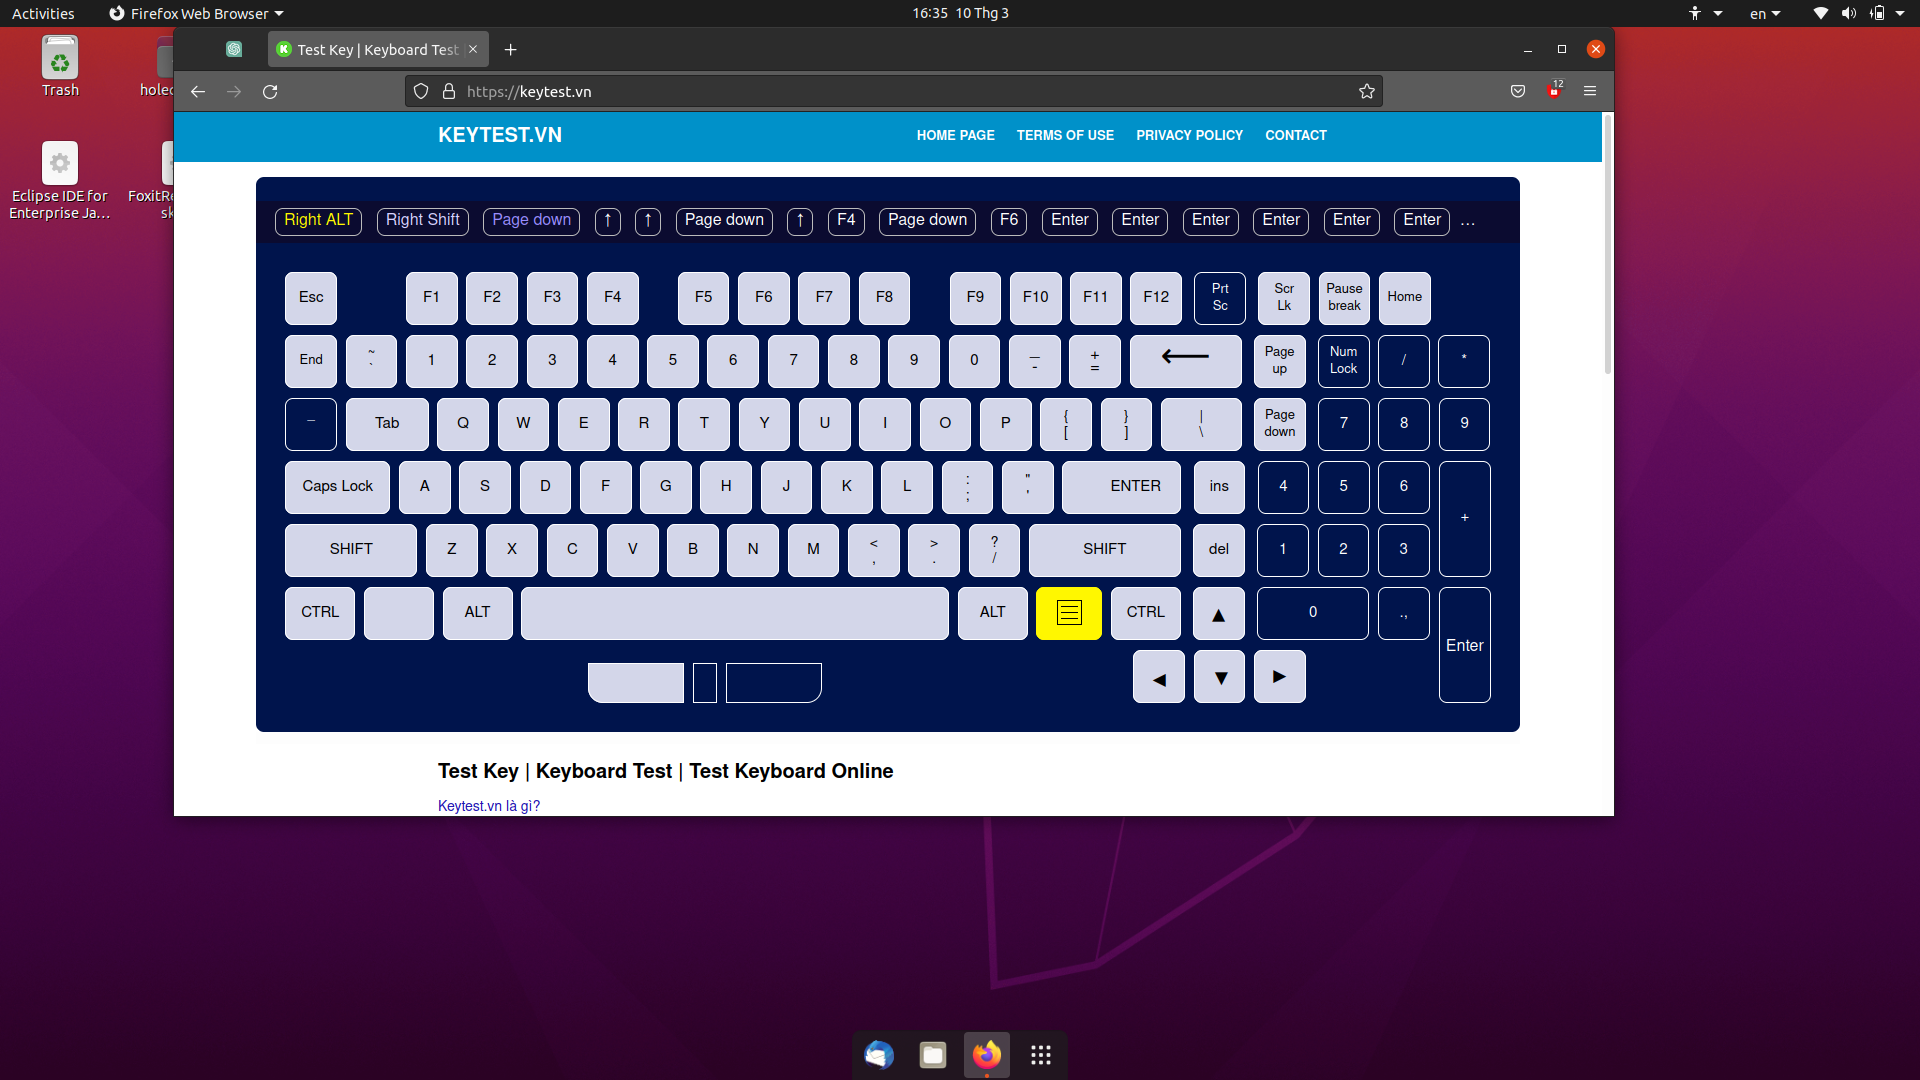 Activities
Firefox Web Browser
16:35 10 Thg 3
en
Trash
Eclipse IDE for
Enterprise Ja...
Test Key | Keyboard Test
12
https://keytest.vn
KEYTEST.VN
HOME PAGE TERMS OF USE PRIVACY POLICY CONTACT
Right ALT Right Shift Page down ↑ ↑ Page down ↑ F4 Page down F6 Enter Enter Enter Enter Enter Enter ...
Esc F1 F2 F3 F4 F5 F6 F7 F8 F9 F10 F11 F12 Prt Sc Scr Lk Pause break Home
End ~ ` 1 2 3 4 5 6 7 8 9 0 — - + = ⟵ Page up Num Lock / *
— Tab Q W E R T Y U I O P { [ } ] | \ Page down 7 8 9
Caps Lock A S D F G H J K L : ; " ' ENTER ins 4 5 6 +
SHIFT Z X C V B N M < , > . ? / SHIFT del 1 2 3
CTRL ALT ALT CTRL ▲ 0 ., Enter
◄ ▼ ►
Test Key | Keyboard Test | Test Keyboard Online
Keytest.vn là gì?